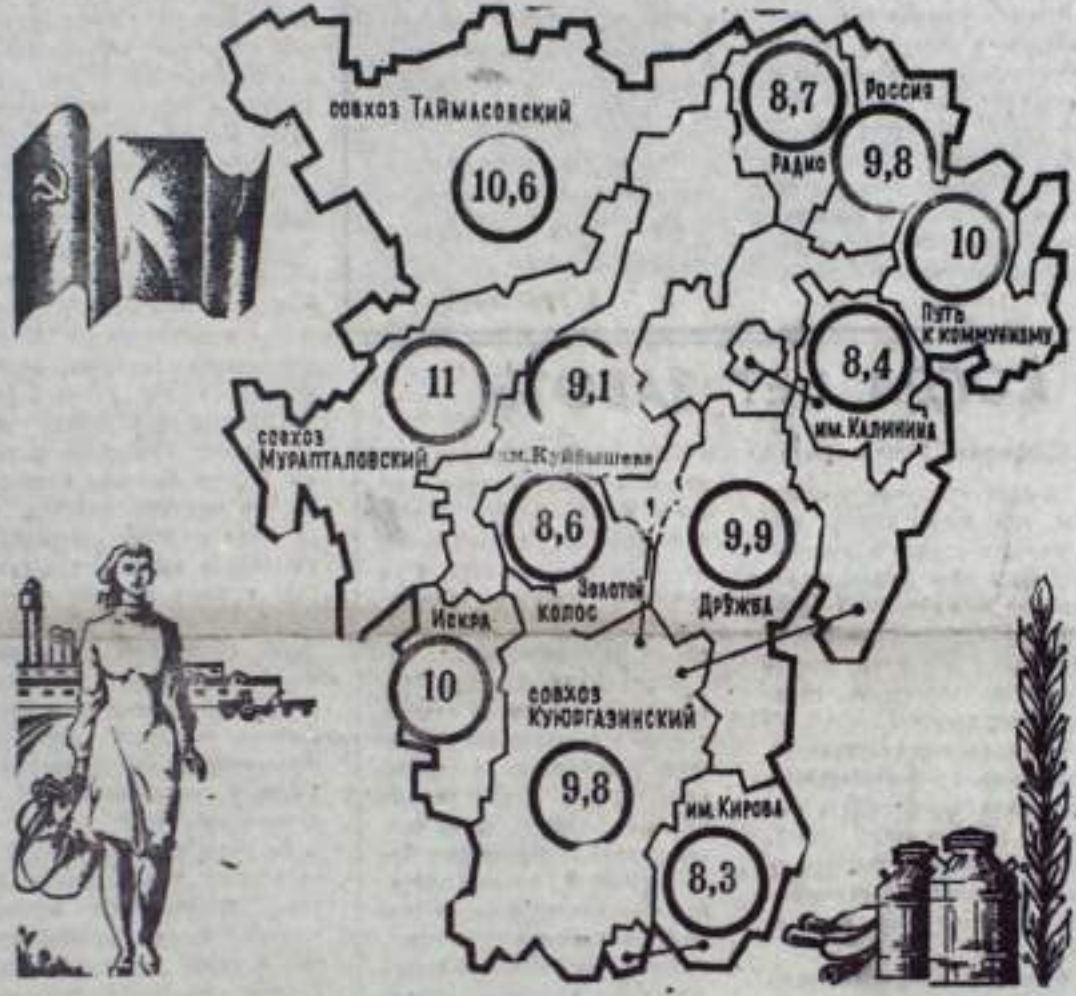 8,7
Россия
совхоз Таймасовский
Радио
9,8
10,6
10
Путь
к коммунизму
11
9,1
8,4
им. Калинина
совхоз
Мурапталовский
им. Куйбышева
8,6
9,9
Золотой
колос
Дружба
Искра
10
совхоз
Куюргазинский
9,8
им. Кирова
8,3